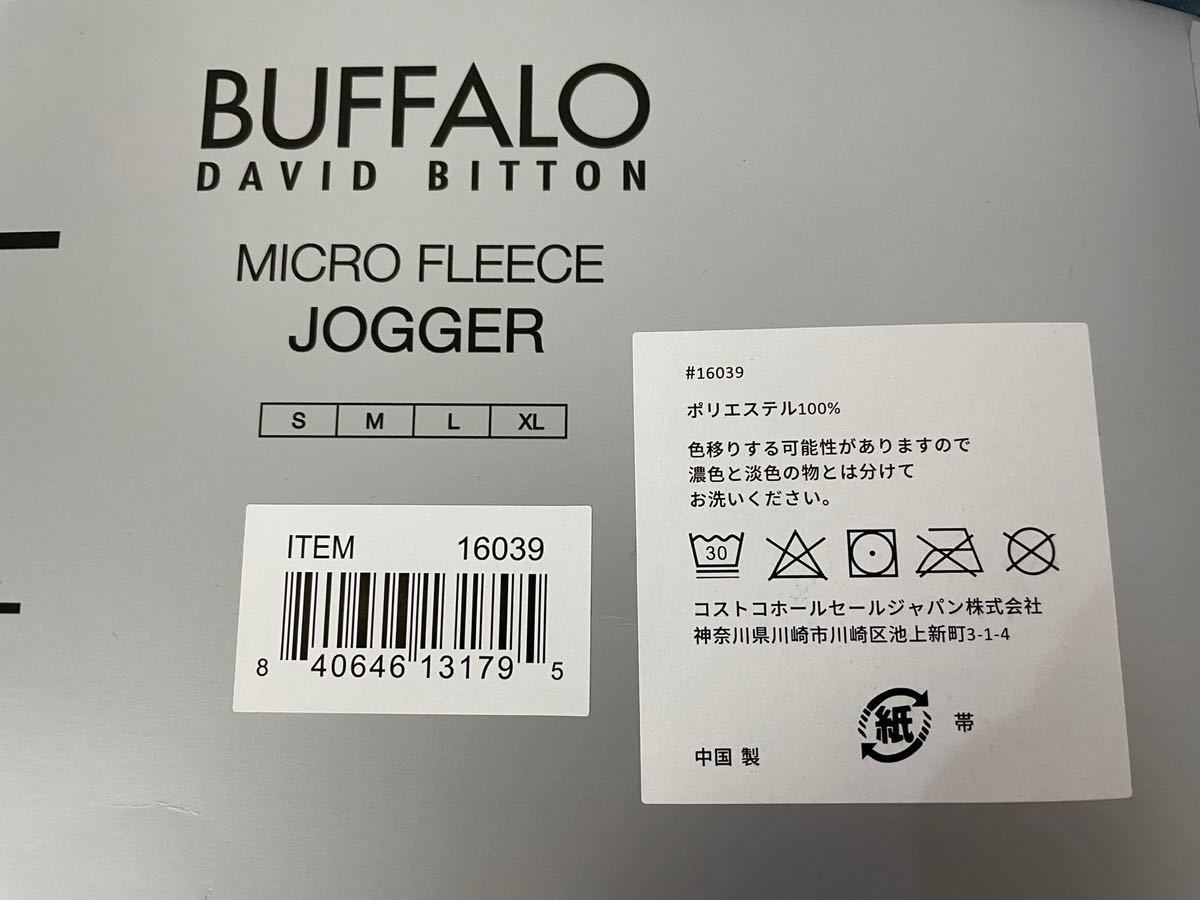 BUFFALO
DAVID BITTON
MICRO FLEECE
JOGGER
S M L XL
ITEM 16039
8 40646 13179 5
#16039
ポリエステル100%
色移りする可能性がありますので
濃色と淡色の物とは分けて
お洗いください。
30
コストコホールセールジャパン株式会社
神奈川県川崎市川崎区池上新町3-1-4
紙 帯
中国 製